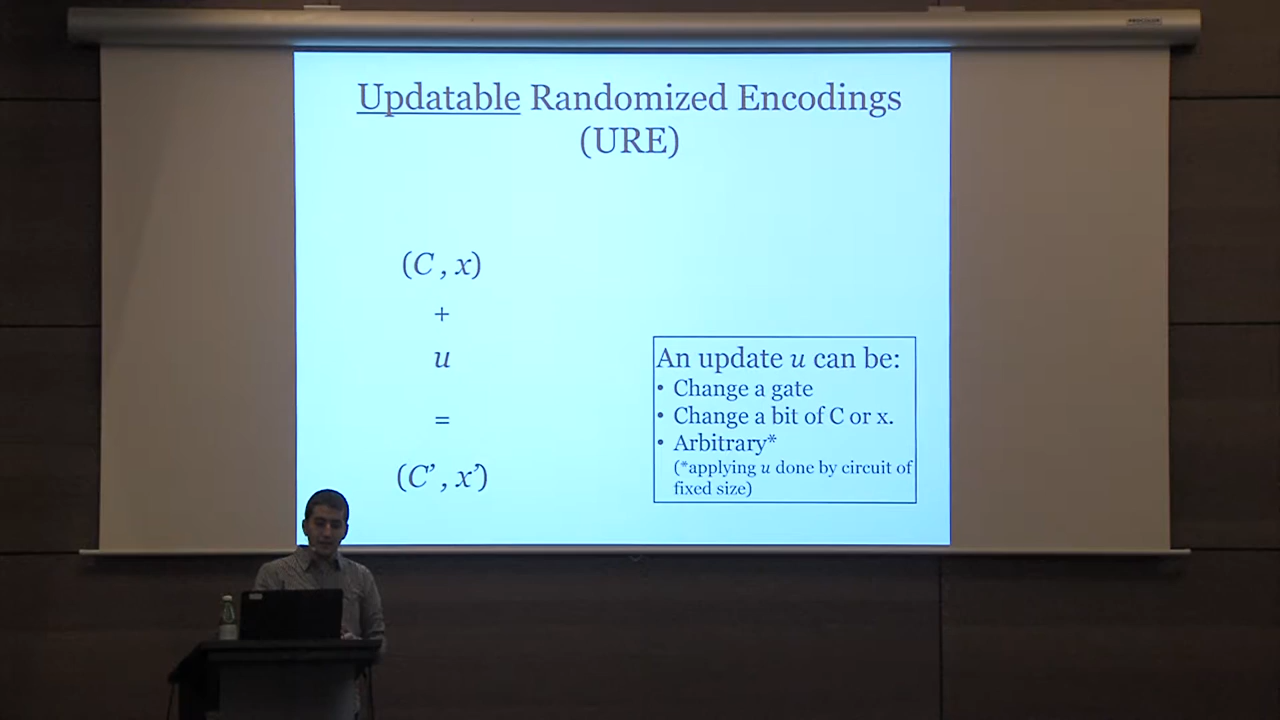 Updatable Randomized Encodings
(URE)
(C , x)
+
u
=
(C’ , x’)
An update u can be:
• Change a gate
• Change a bit of C or x.
• Arbitrary*
(*applying u done by circuit of
fixed size)